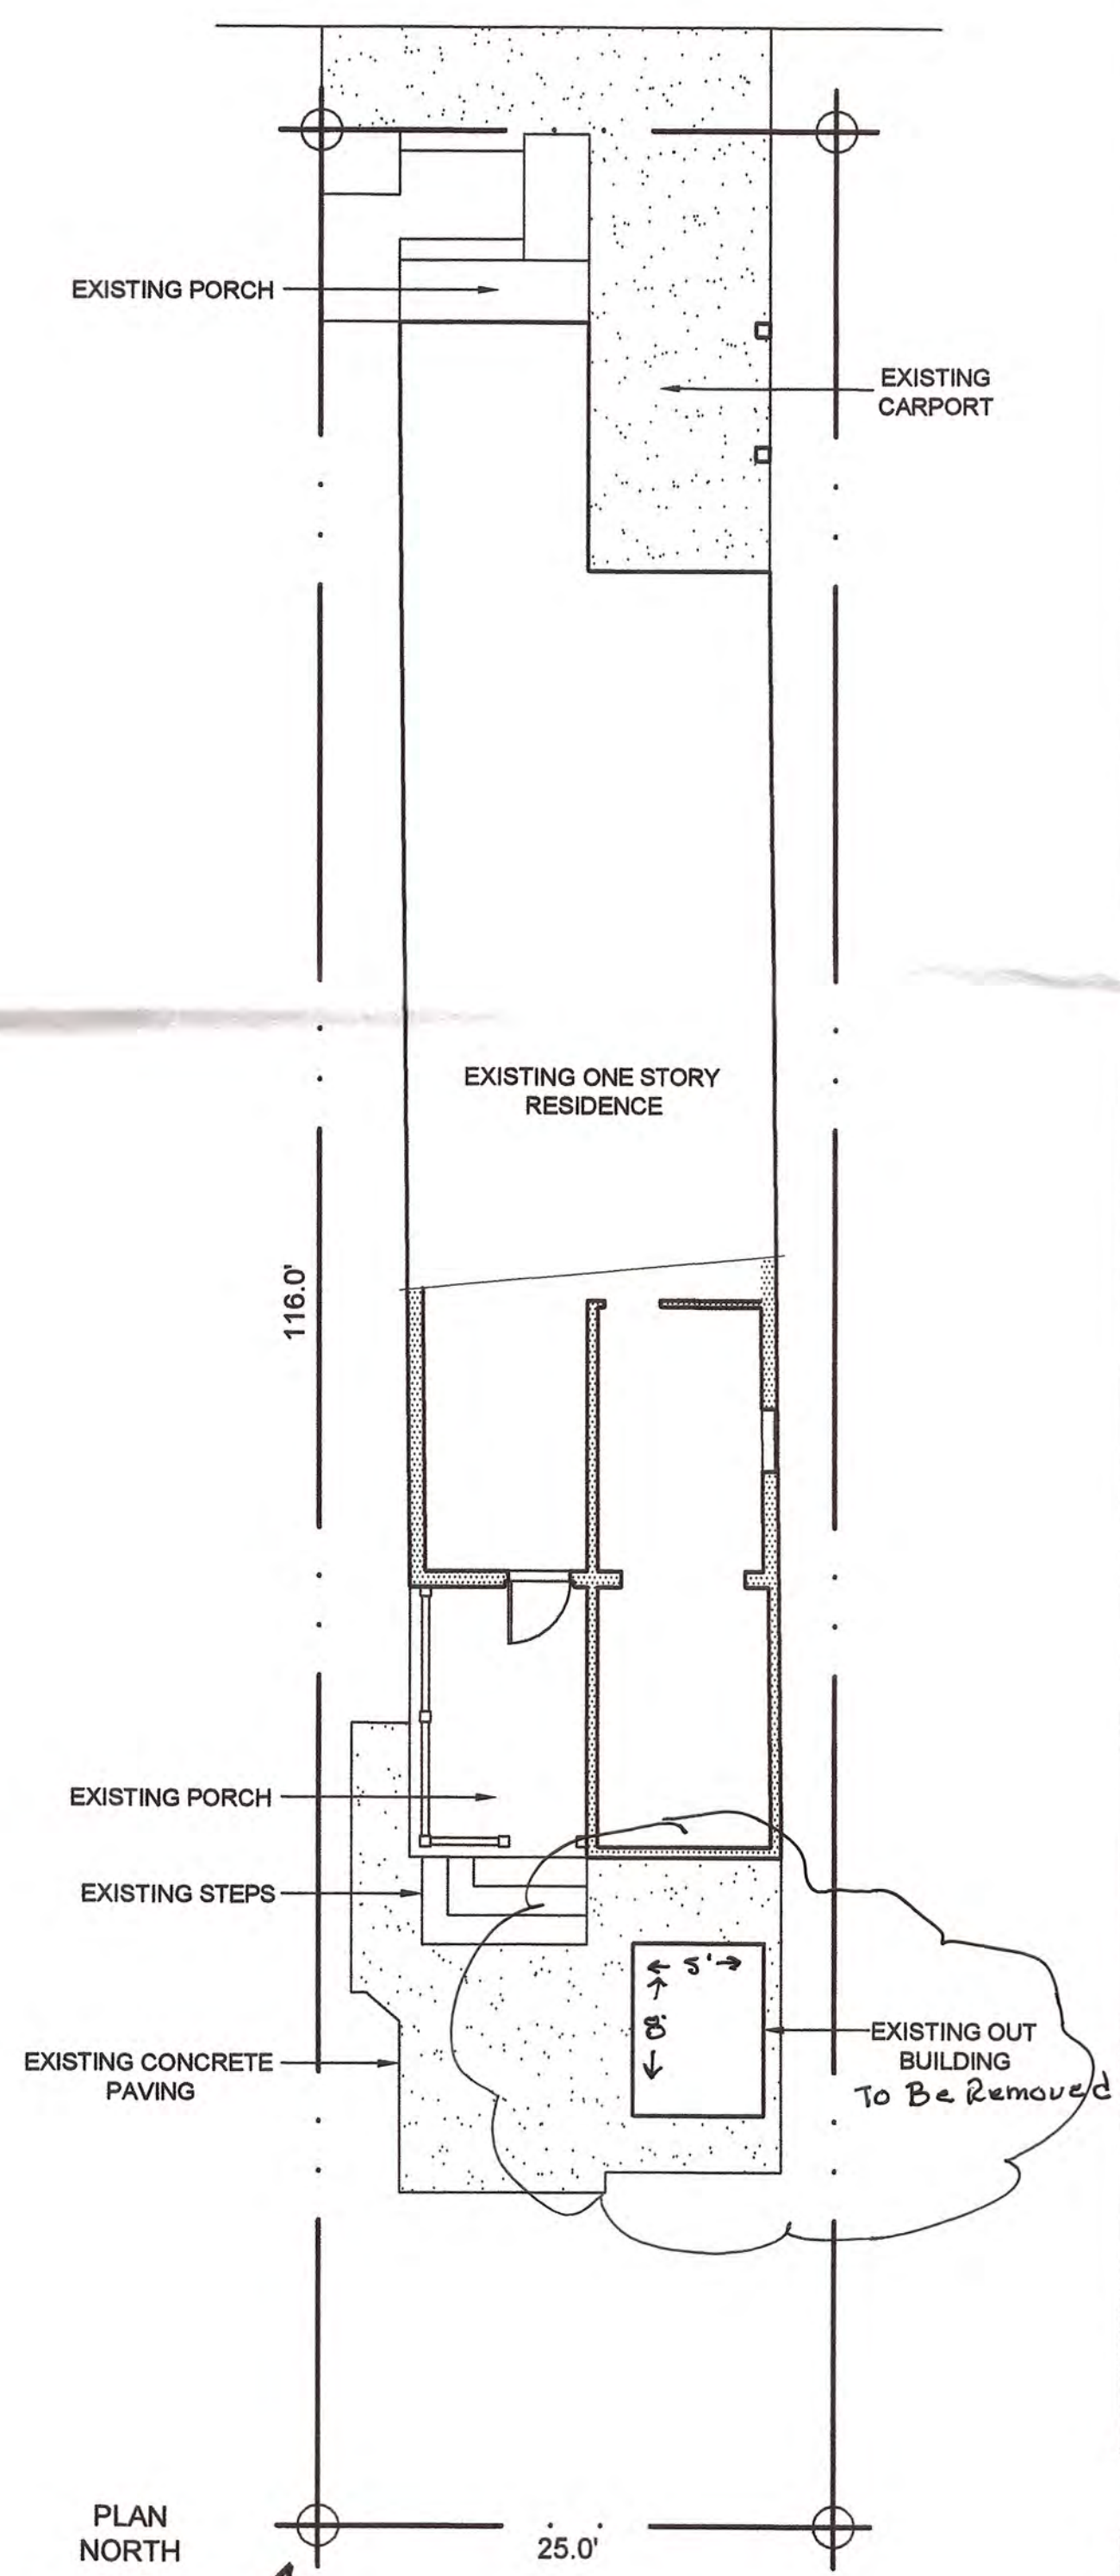 EXISTING PORCH
EXISTING
CARPORT
EXISTING ONE STORY
RESIDENCE
116.0'
EXISTING PORCH
EXISTING STEPS
5'
8'
EXISTING OUT
BUILDING
To Be Removed
EXISTING CONCRETE
PAVING
PLAN
NORTH
25.0'